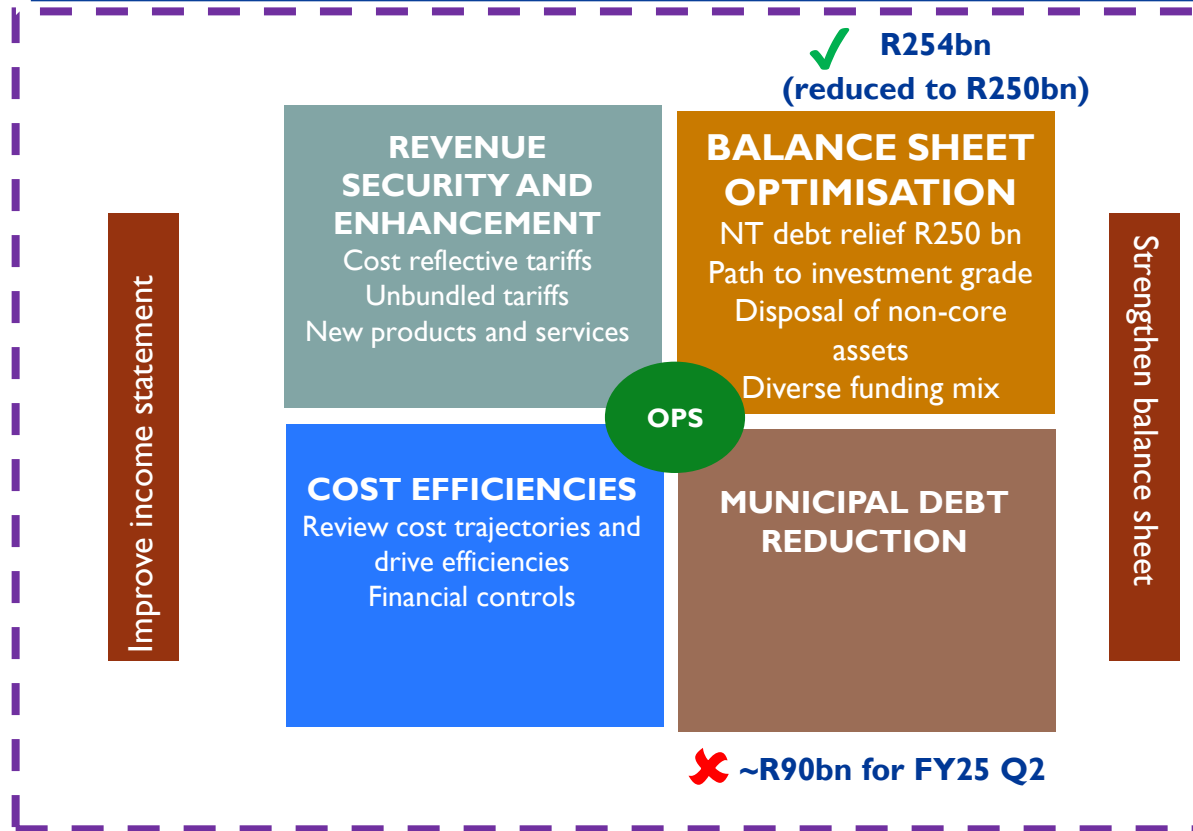 R254bn
(reduced to R250bn)
Improve income statement
REVENUE
SECURITY AND
ENHANCEMENT
Cost reflective tariffs
Unbundled tariffs
New products and services
BALANCE SHEET
OPTIMISATION
NT debt relief R250 bn
Path to investment grade
Disposal of non-core
assets
Diverse funding mix
OPS
COST EFFICIENCIES
Review cost trajectories and
drive efficiencies
Financial controls
MUNICIPAL DEBT
REDUCTION
Strengthen balance sheet
~R90bn for FY25 Q2